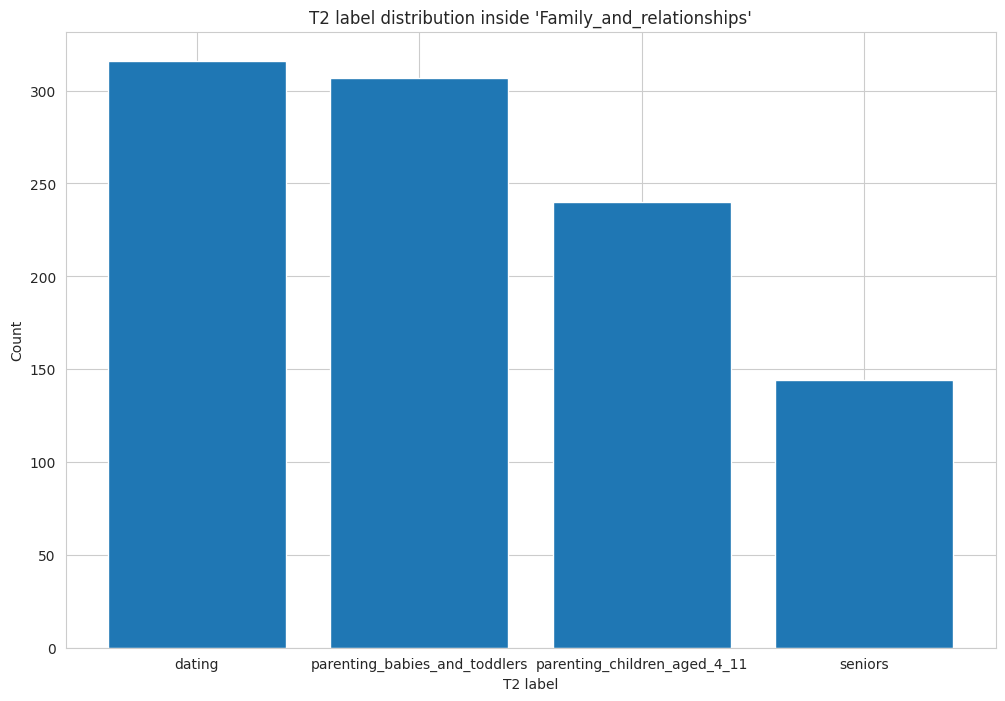 T2 label distribution inside 'Family_and_relationships'
Count
300
250
200
150
100
50
0
dating parenting_babies_and_toddlers parenting_children_aged_4_11 seniors
T2 label